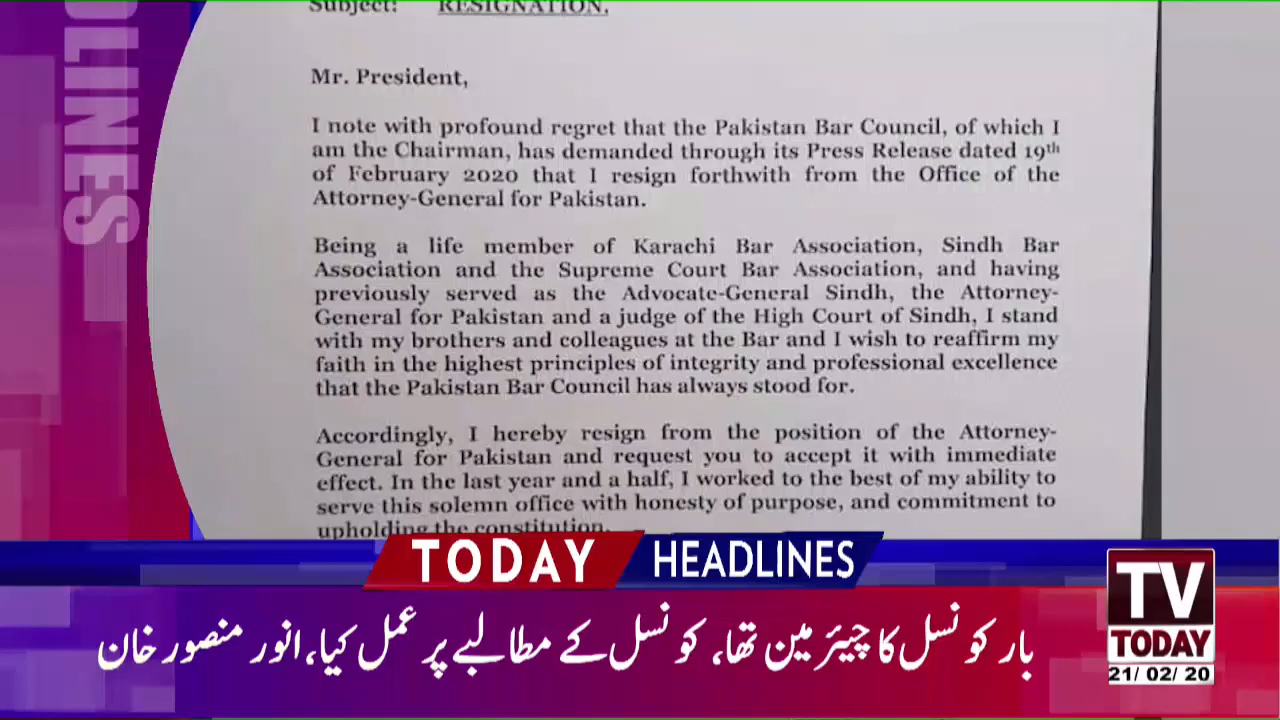 Subject: RESIGNATION.
Mr. President,
I note with profound regret that the Pakistan Bar Council, of which I
am the Chairman, has demanded through its Press Release dated 19th
of February 2020 that I resign forthwith from the Office of the
Attorney-General for Pakistan.
Being a life member of Karachi Bar Association, Sindh Bar
Association and the Supreme Court Bar Association, and having
previously served as the Advocate-General Sindh, the Attorney-
General for Pakistan and a judge of the High Court of Sindh, I stand
with my brothers and colleagues at the Bar and I wish to reaffirm my
faith in the highest principles of integrity and professional excellence
that the Pakistan Bar Council has always stood for.
Accordingly, I hereby resign from the position of the Attorney-
General for Pakistan and request you to accept it with immediate
effect. In the last year and a half, I worked to the best of my ability to
serve this solemn office with honesty of purpose, and commitment to
upholding the constitution.
TODAY HEADLINES
بار کونسل کا چیئرمین تھا، کونسل کے مطالبے پر عمل کیا، انور منصور خان
TV
TODAY
21/ 02/ 20